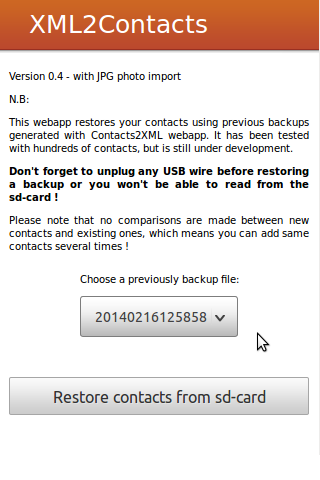 XML2Contacts
Version 0.4 - with JPG photo import
N.B:
This webapp restores your contacts using previous backups
generated with Contacts2XML webapp. It has been tested
with hundreds of contacts, but is still under development.
Don't forget to unplug any USB wire before restoring
a backup or you won't be able to read from the
sd-card !
Please note that no comparisons are made between new
contacts and existing ones, which means you can add same
contacts several times !
Choose a previously backup file:
20140216125858
Restore contacts from sd-card